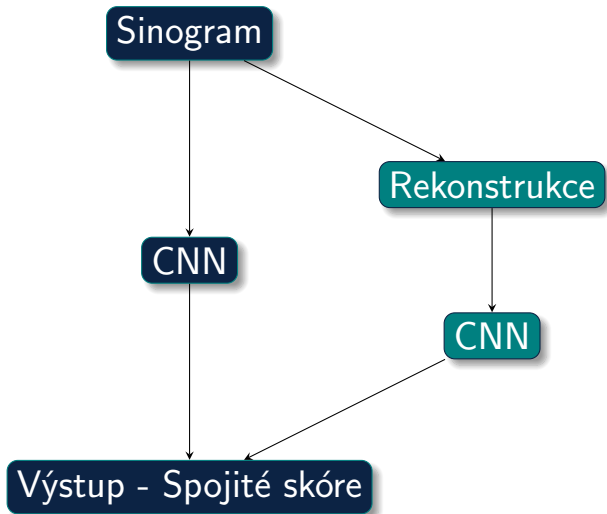 Sinogram
Rekonstrukce
CNN
CNN
Výstup - Spojité skóre